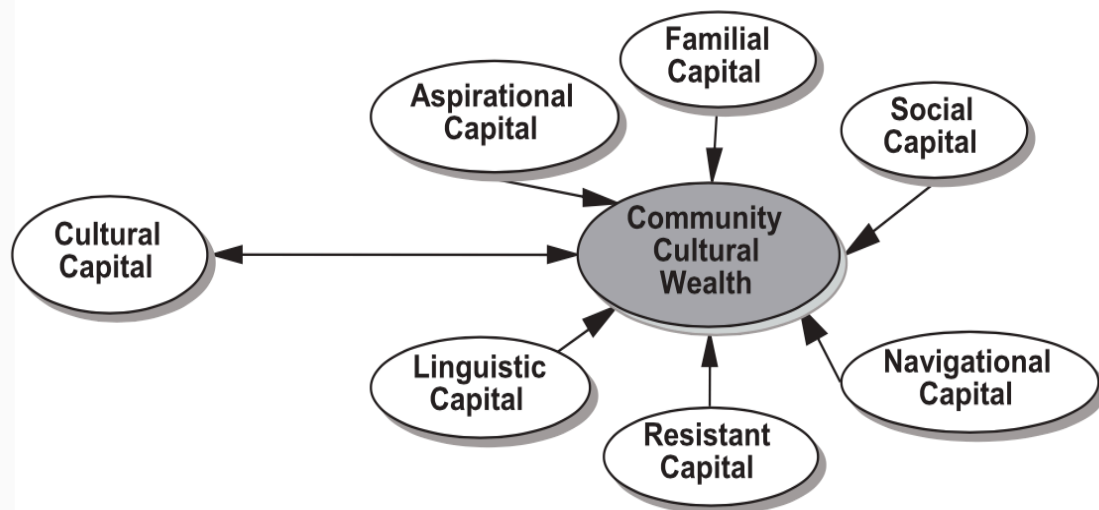 Familial
Capital
Aspirational
Capital
Social
Capital
Community
Cultural
Wealth
Cultural
Capital
Linguistic
Capital
Navigational
Capital
Resistant
Capital